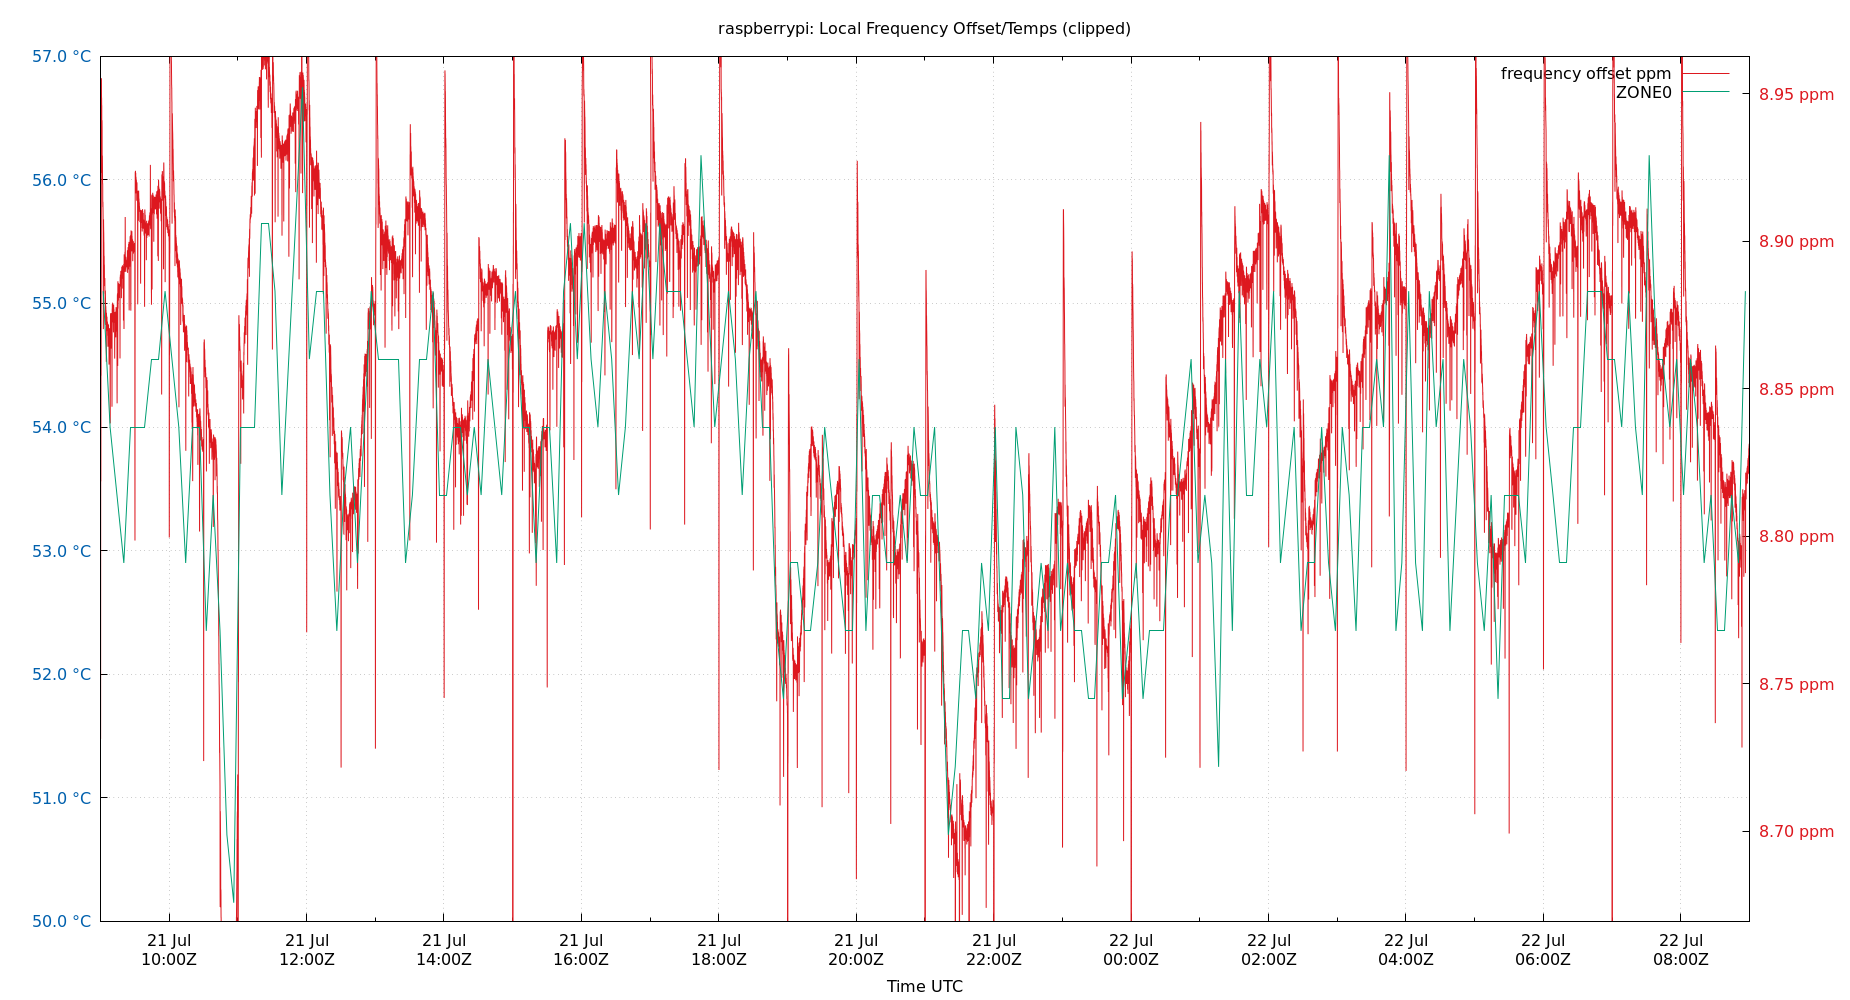 raspberrypi: Local Frequency Offset/Temps (clipped)
57.0 °C
56.0 °C
55.0 °C
54.0 °C
53.0 °C
52.0 °C
51.0 °C
50.0 °C
frequency offset ppm
ZONE0
8.95 ppm
8.90 ppm
8.85 ppm
8.80 ppm
8.75 ppm
8.70 ppm
21 Jul
10:00Z
21 Jul
12:00Z
21 Jul
14:00Z
21 Jul
16:00Z
21 Jul
18:00Z
21 Jul
20:00Z
21 Jul
22:00Z
22 Jul
00:00Z
22 Jul
02:00Z
22 Jul
04:00Z
22 Jul
06:00Z
22 Jul
08:00Z
Time UTC